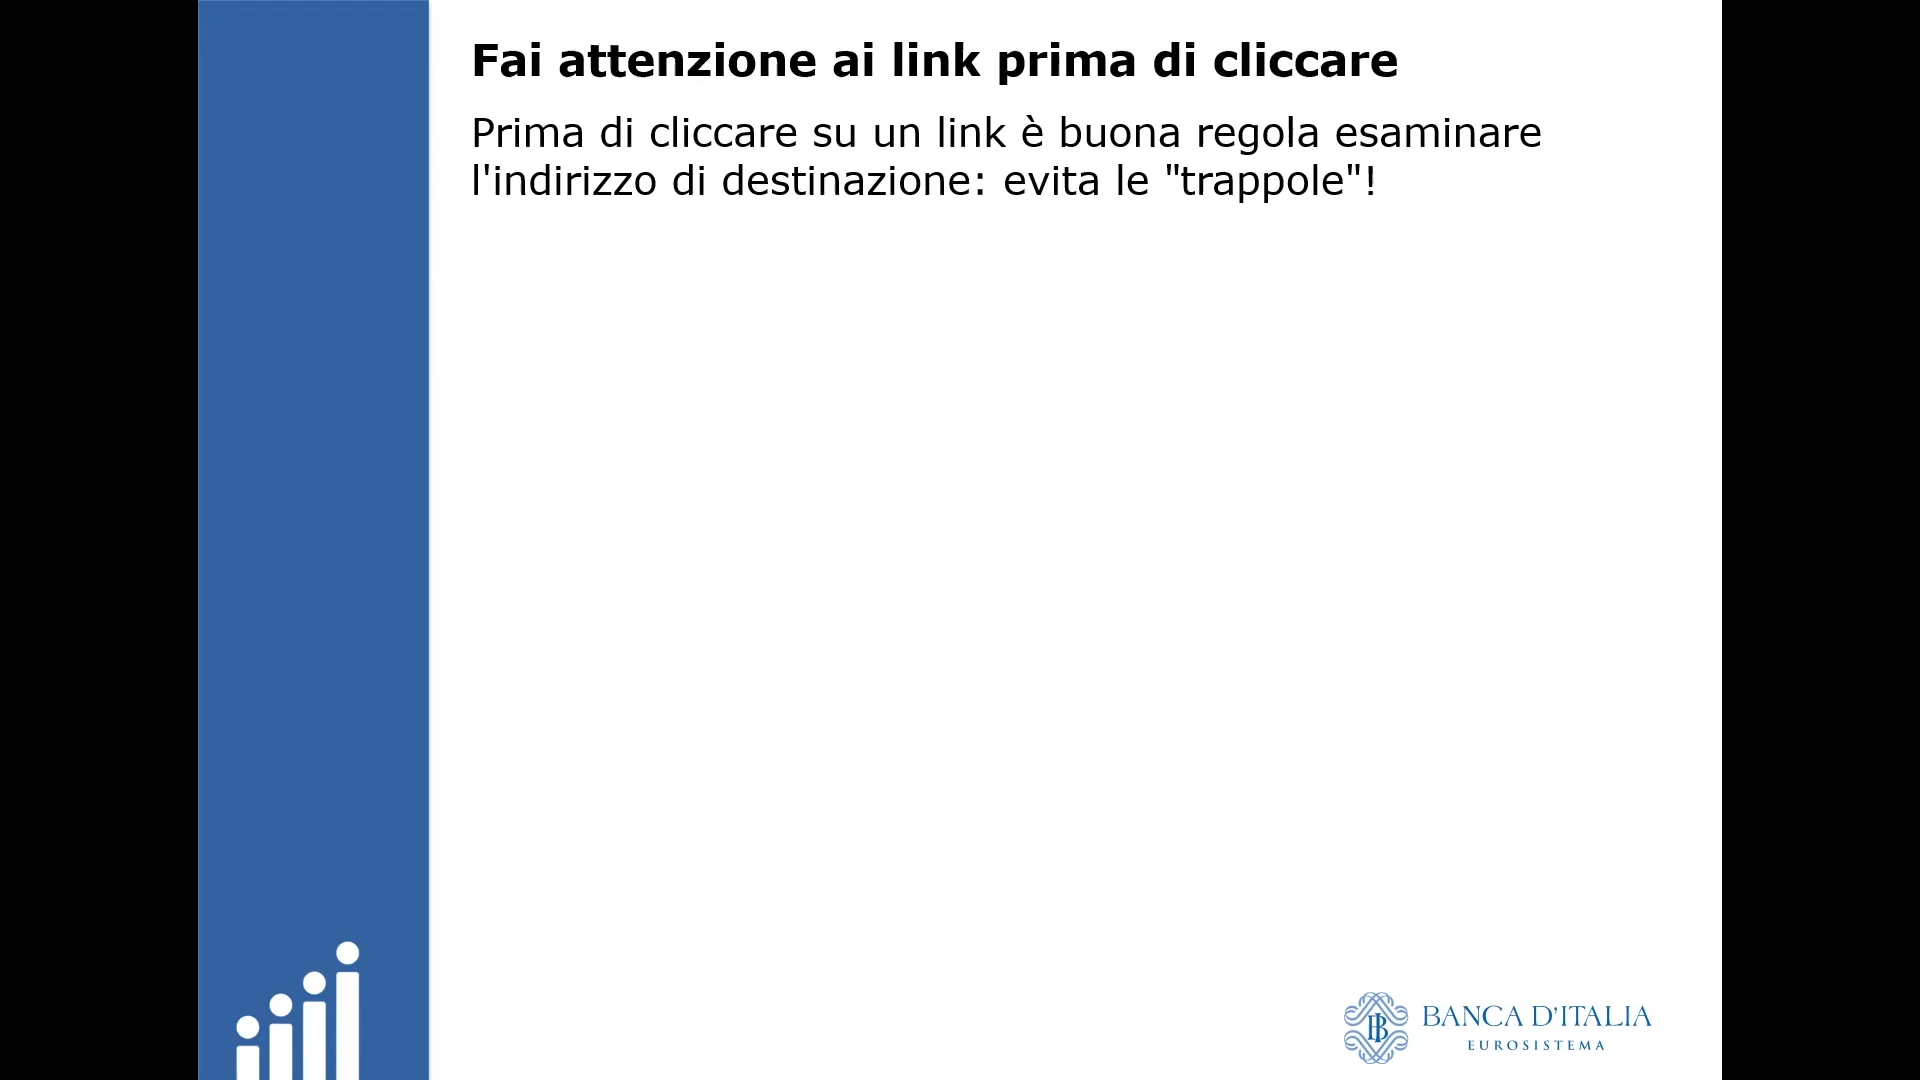 Fai attenzione ai link prima di cliccare
Prima di cliccare su un link è buona regola esaminare
l'indirizzo di destinazione: evita le "trappole"!
BANCA D'ITALIA
EUROSISTEMA